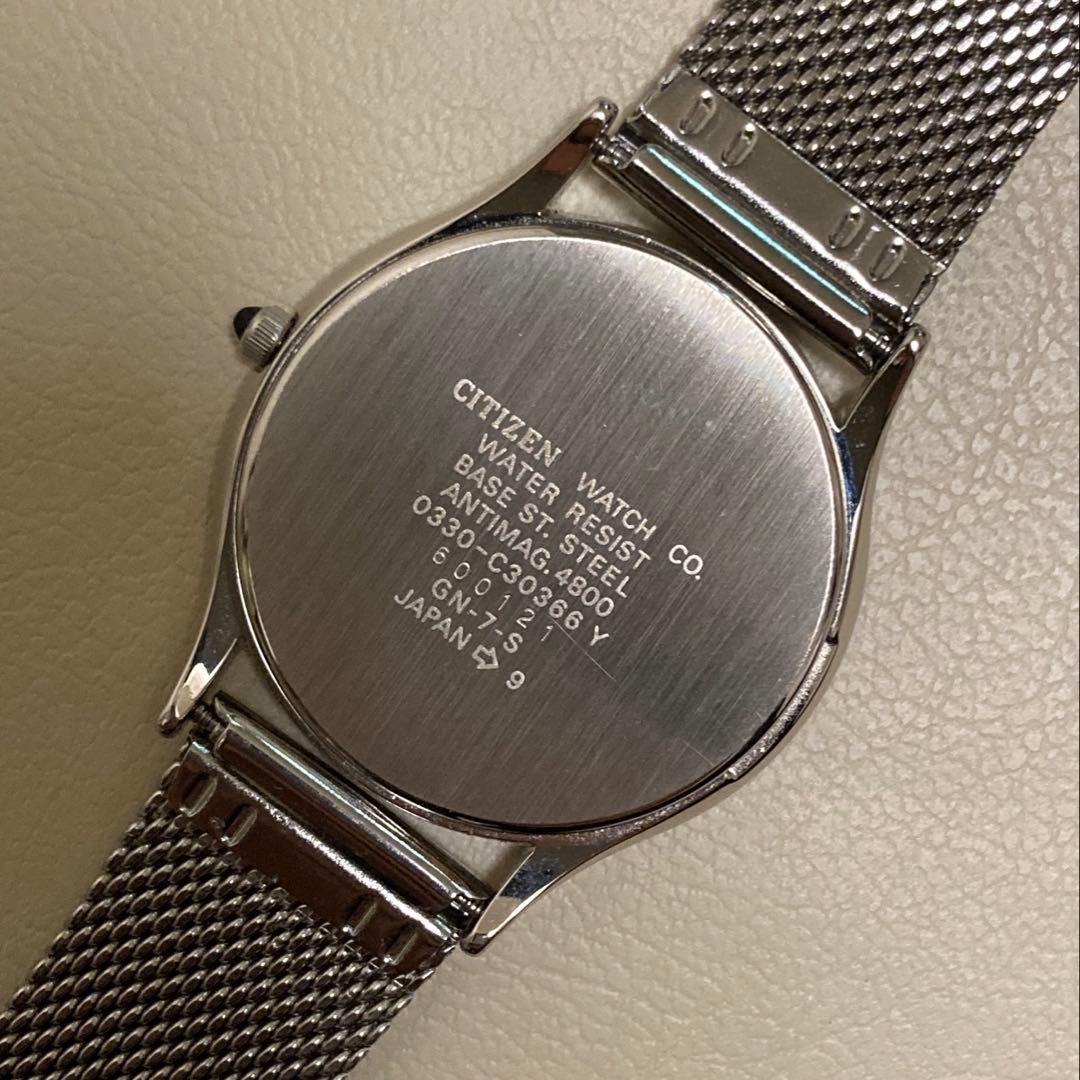 CITIZEN WATCH CO.
WATER RESIST
BASE ST. STEEL
ANTIMAG. 4800
0330-C30366 Y
600121
GN-7-S
JAPAN ⇨ 9